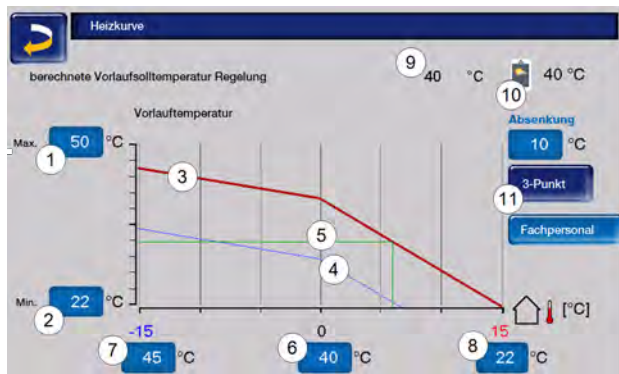 Heizkurve
9
berechnete Vorlaufsolltemperatur Regelung 40 °C 40 °C
10
Vorlauftemperatur
Absenkung
Max. 50 °C 10 °C
1
3
3-Punkt
11
5
Fachpersonal
4
Min. 22 °C [°C]
2
-15 0 15
7 6 8
45 °C 40 °C 22 °C